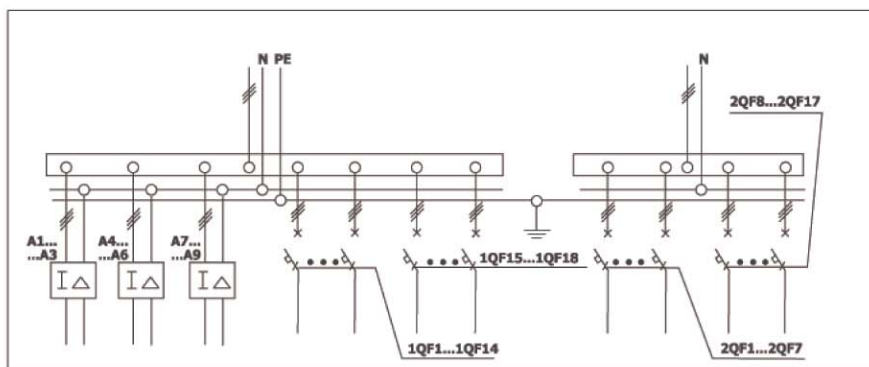 N PE
N
2QF8...2QF17
A1...
...A3
A4...
...A6
A7...
...A9
I △
I △
I △
1QF15...1QF18
1QF1...1QF14
2QF1...2QF7